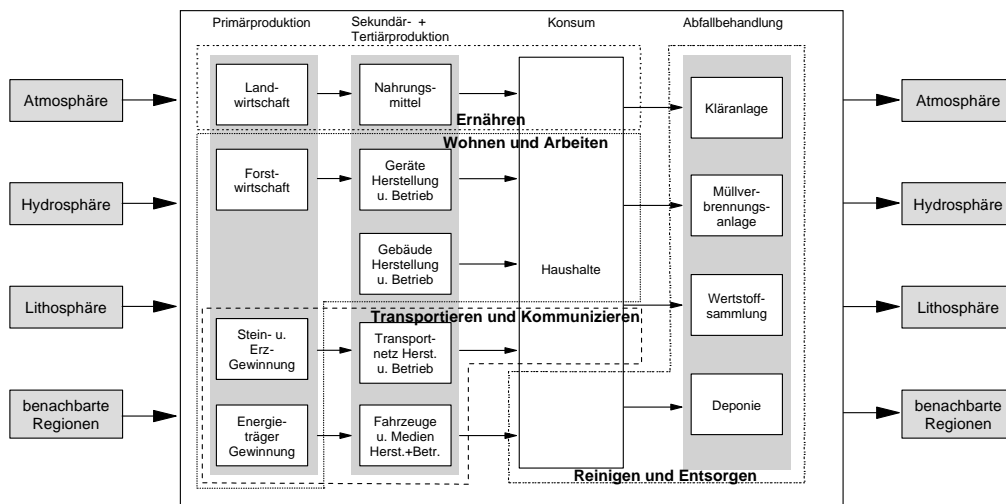 Primärproduktion
Sekundär- +
Tertiärproduktion
Konsum
Abfallbehandlung
Atmosphäre
Hydrosphäre
Lithosphäre
benachbarte
Regionen
Land-
wirtschaft
Nahrungs-
mittel
Ernähren
Wohnen und Arbeiten
Forst-
wirtschaft
Geräte
Herstellung
u. Betrieb
Gebäude
Herstellung
u. Betrieb
Haushalte
Transportieren und Kommunizieren
Stein- u.
Erz-
Gewinnung
Transport-
netz Herst.
u. Betrieb
Energie-
träger
Gewinnung
Fahrzeuge
u. Medien
Herst.+Betr.
Kläranlage
Müllver-
brennungs-
anlage
Wertstoff-
sammlung
Deponie
Reinigen und Entsorgen
Atmosphäre
Hydrosphäre
Lithosphäre
benachbarte
Regionen